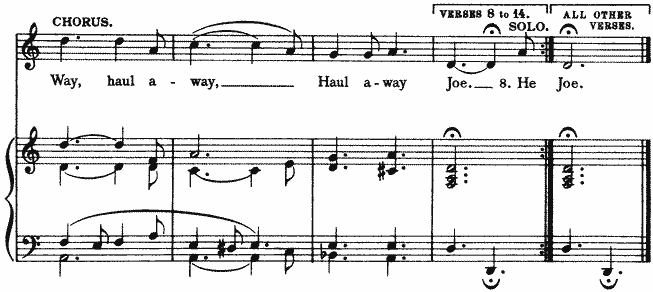 CHORUS.
VERSES 8 to 14.
SOLO.
ALL OTHER
VERSES.
Way, haul a - way, Haul a - way Joe. 8. He Joe.